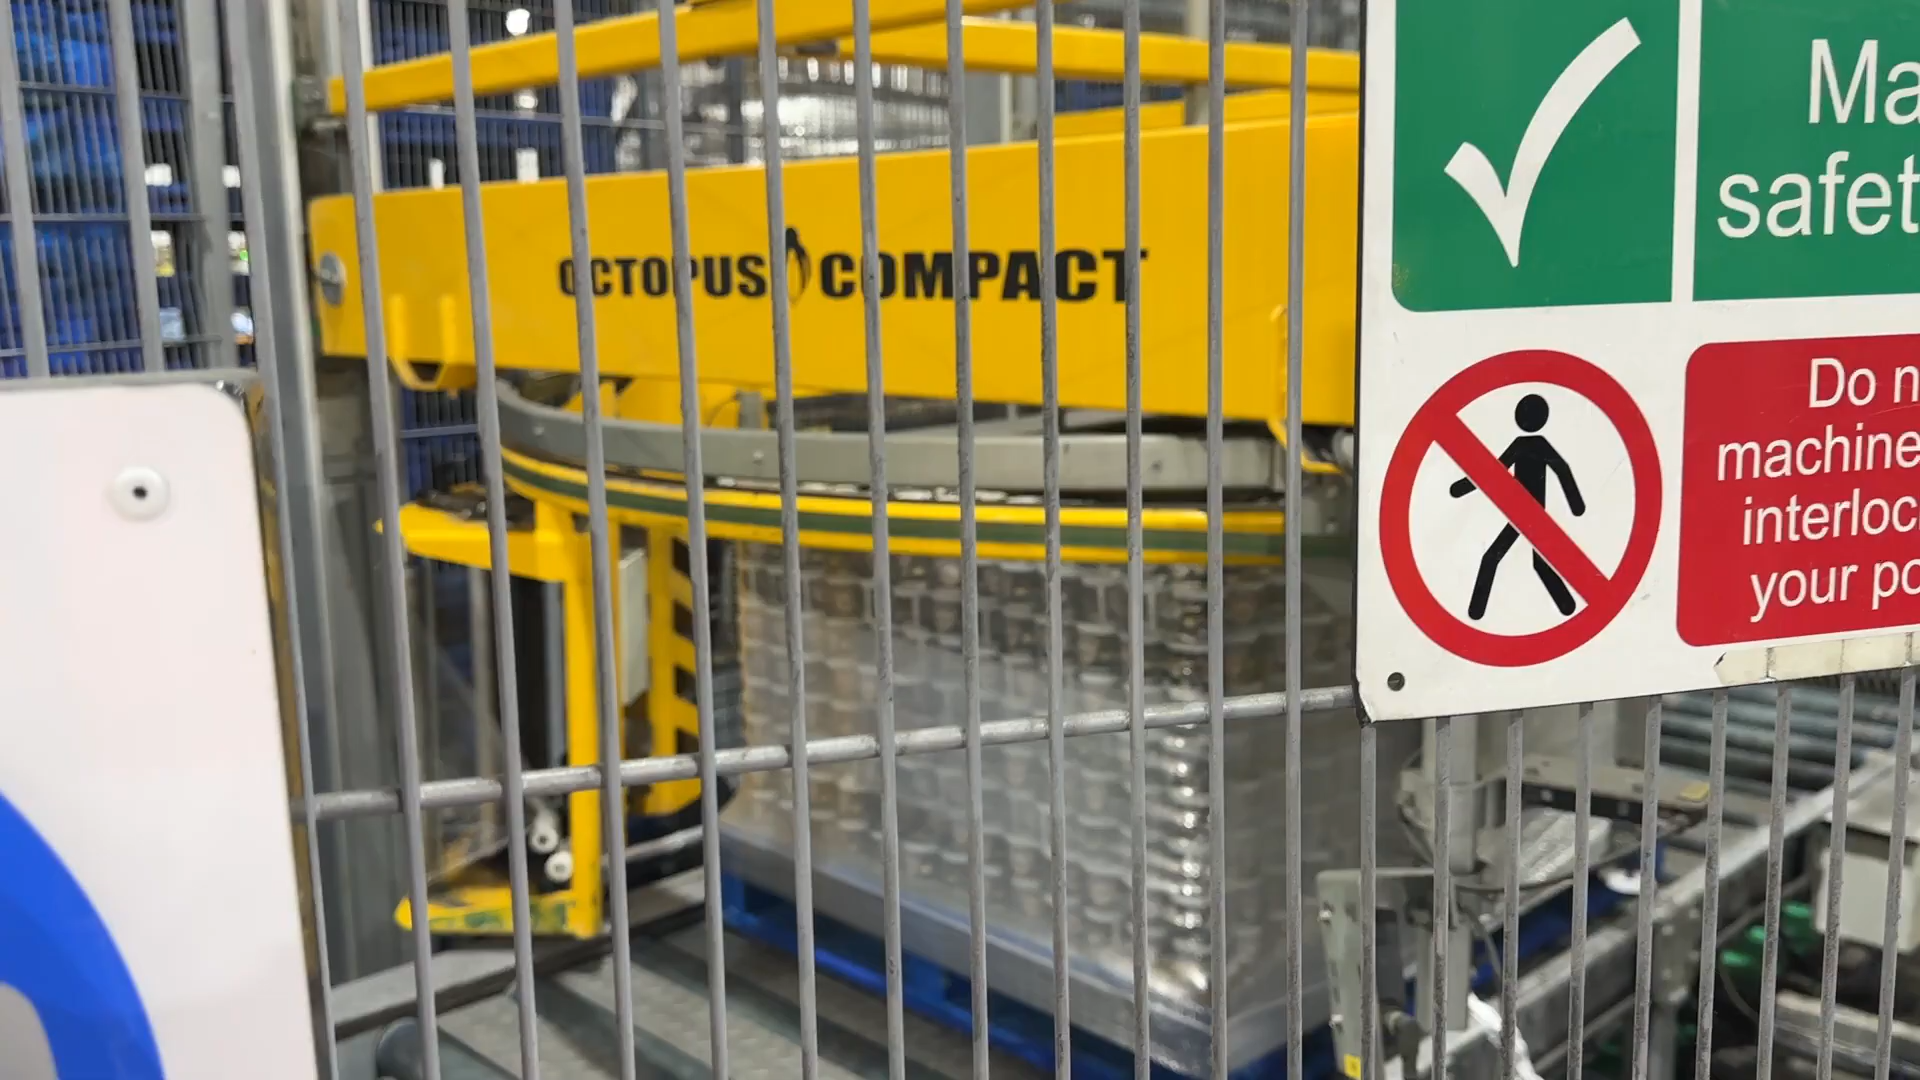 OCTOPUS COMPACT
Ma
safet
Do n
machine
interloc
your po